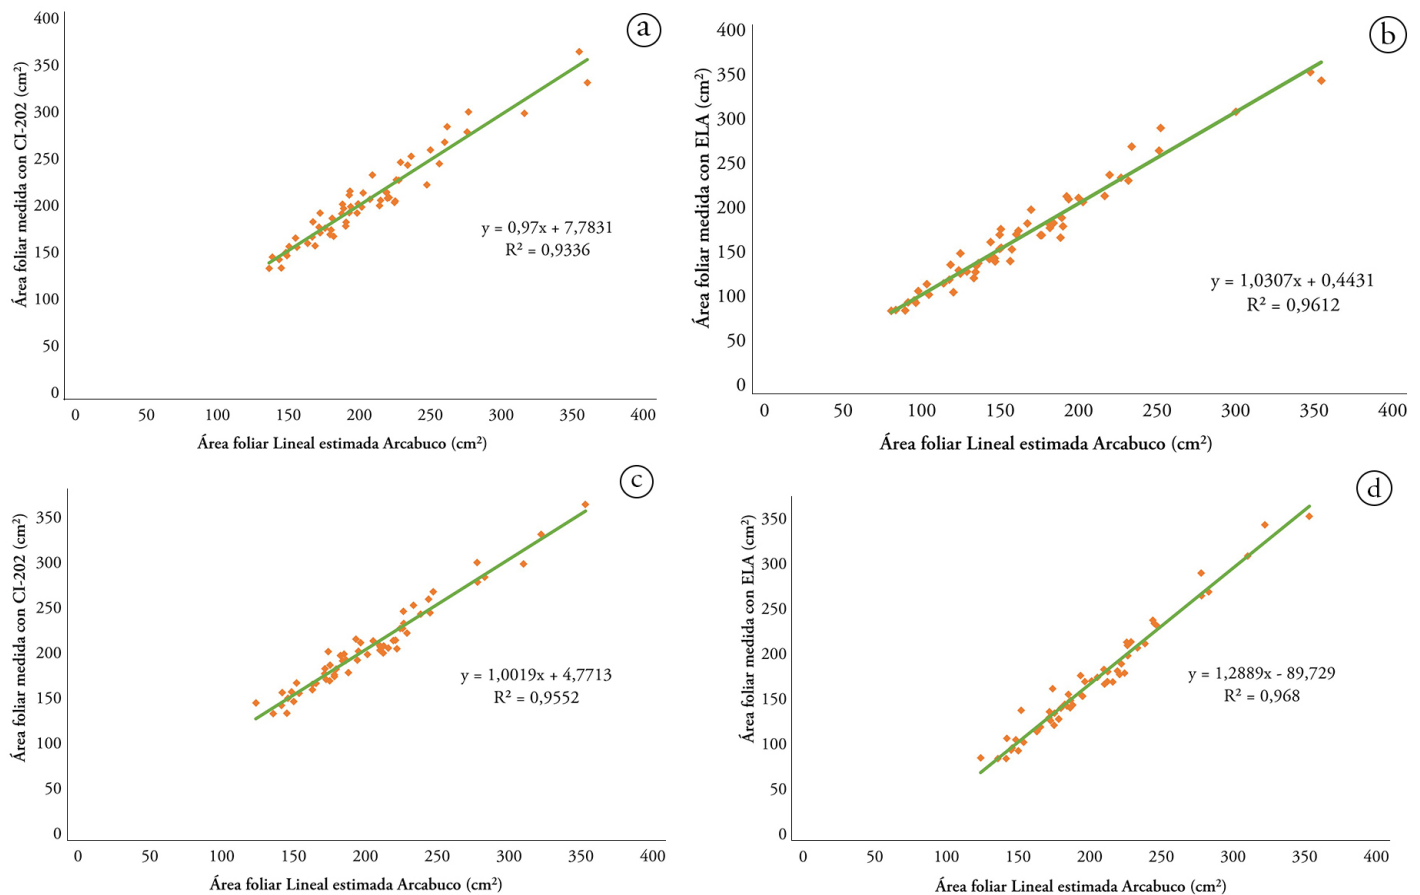 a
Área foliar medida con CI-202 (cm²)
400
350
300
250
200
150
100
50
0
y = 0,97x + 7,7831
R² = 0,9336
0 50 100 150 200 250 300 350 400
Área foliar Lineal estimada Arcabuco (cm²)
b
Área foliar medida con ELA (cm²)
400
350
300
250
200
150
100
50
0
y = 1,0307x + 0,4431
R² = 0,9612
0 50 100 150 200 250 300 350 400
Área foliar Lineal estimada Arcabuco (cm²)
c
Área foliar medida con CI-202 (cm²)
350
300
250
200
150
100
50
0
y = 1,0019x + 4,7713
R² = 0,9552
0 50 100 150 200 250 300 350 400
Área foliar Lineal estimada Arcabuco (cm²)
d
Área foliar medida con ELA (cm²)
350
300
250
200
150
100
50
0
y = 1,2889x - 89,729
R² = 0,968
0 50 100 150 200 250 300 350 400
Área foliar Lineal estimada Arcabuco (cm²)